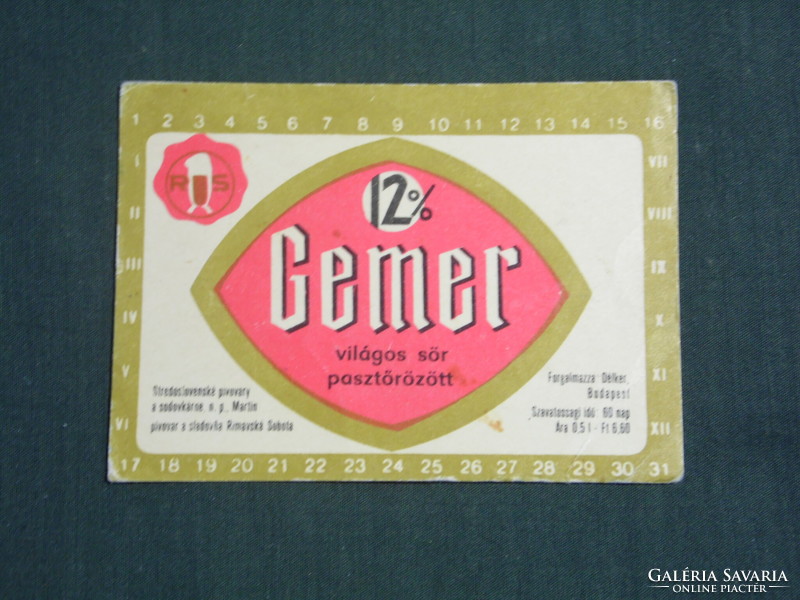 1 2 3 4 5 6 7 8 9 10 11 12 13 14 15 16
I
II
III
IV
V
VI
VII
VIII
IX
X
XI
XII
R S
12%
Gemer
világos sör
pasztőrözött
Stredoslovenské pivovary
a sodovkárne, n. p., Martin
pivovar a sladovňa Rimavská Sobota
Forgalmazza: Délker,
Budapest
Szavatossági idő: 60 nap
Ára 0,5 l - Ft 6,60
17 18 19 20 21 22 23 24 25 26 27 28 29 30 31
GALÉRIA SAVARIA
ONLINE PIACTÉR